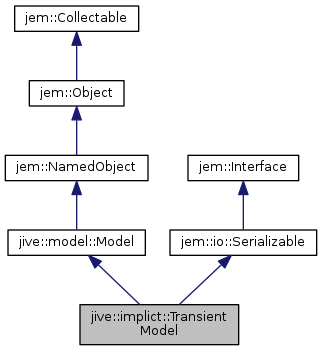 jem::Collectable
jem::Object
jem::NamedObject
jem::Interface
jive::model::Model
jem::io::Serializable
jive::implict::Transient
Model